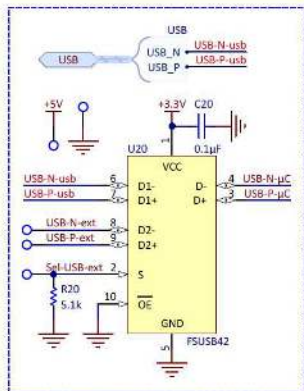 USB
USB
USB_N USB-N-usb
USB_P USB-P-usb
+5V +3.3V C20
0.1µF
U20 1
VCC
USB-N-usb 6 D1- D- 4 USB-N-µC
USB-P-usb 7 D1+ D+ 3 USB-P-µC
USB-N-ext 8 D2-
USB-P-ext 9 D2+
Sel-USB-ext 2 S
R20 10 OE
5.1k
GND
5 FSUSB42